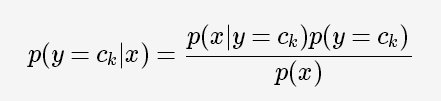 p(y = c_k|x) = \frac{p(x|y = c_k)p(y = c_k)}{p(x)}